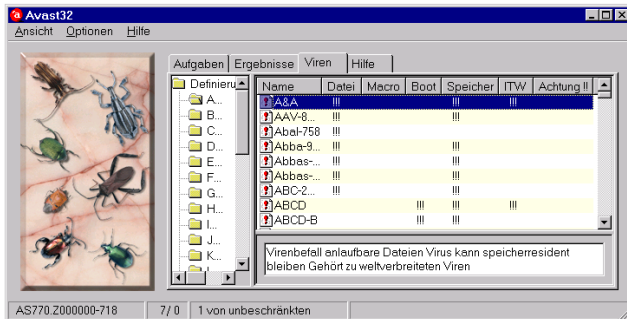 Avast32
Ansicht Optionen Hilfe
Aufgaben Ergebnisse Viren Hilfe
Definieru
A...
B...
C...
D...
E...
F...
G...
H...
I...
J...
K...
Name Datei Macro Boot Speicher ITW Achtung !!
A&A !!! !!! !!!
AAV-8... !!! !!!
Abal-758 !!!
Abba-9... !!! !!!
Abbas-... !!! !!!
Abbas-... !!! !!!
ABC-2... !!! !!!
ABCD !!! !!! !!!
ABCD-B !!! !!!
Virenbefall anlaufbare Dateien Virus kann speicherresident
bleiben Gehört zu weltverbreiteten Viren
AS770.Z000000-718 7/ 0 1 von unbeschränkten